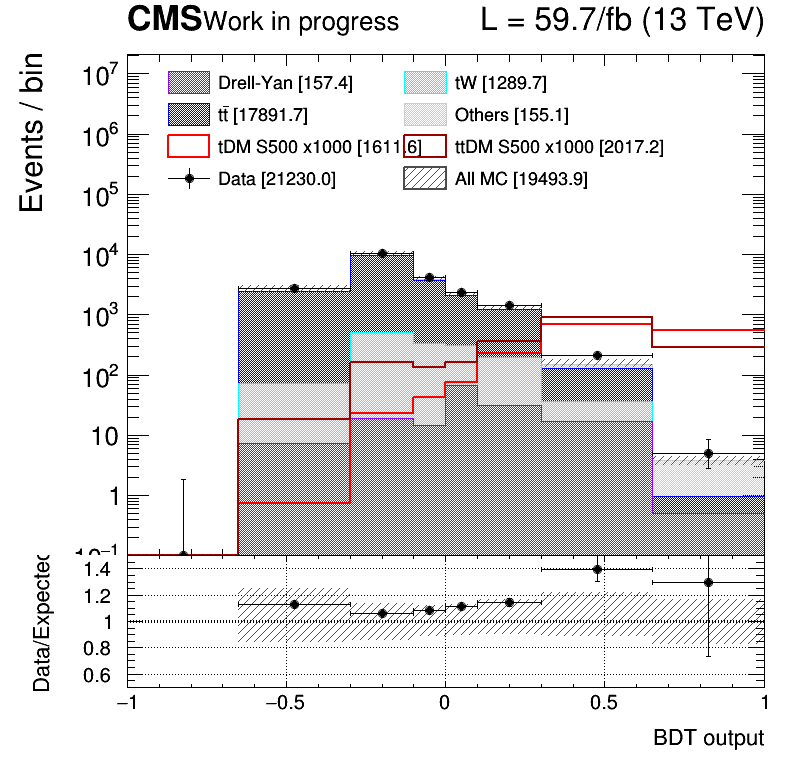 CMS Work in progress L = 59.7/fb (13 TeV)
Events / bin
10⁷
10⁶
10⁵
10⁴
10³
10²
10
1
10⁻¹
Drell-Yan [157.4] tW [1289.7]
tt̄ [17891.7] Others [155.1]
tDM S500 x1000 [1611.6] ttDM S500 x1000 [2017.2]
Data [21230.0] All MC [19493.9]
Data/Expected
1.4
1.2
1
0.8
0.6
−1 −0.5 0 0.5 1
BDT output